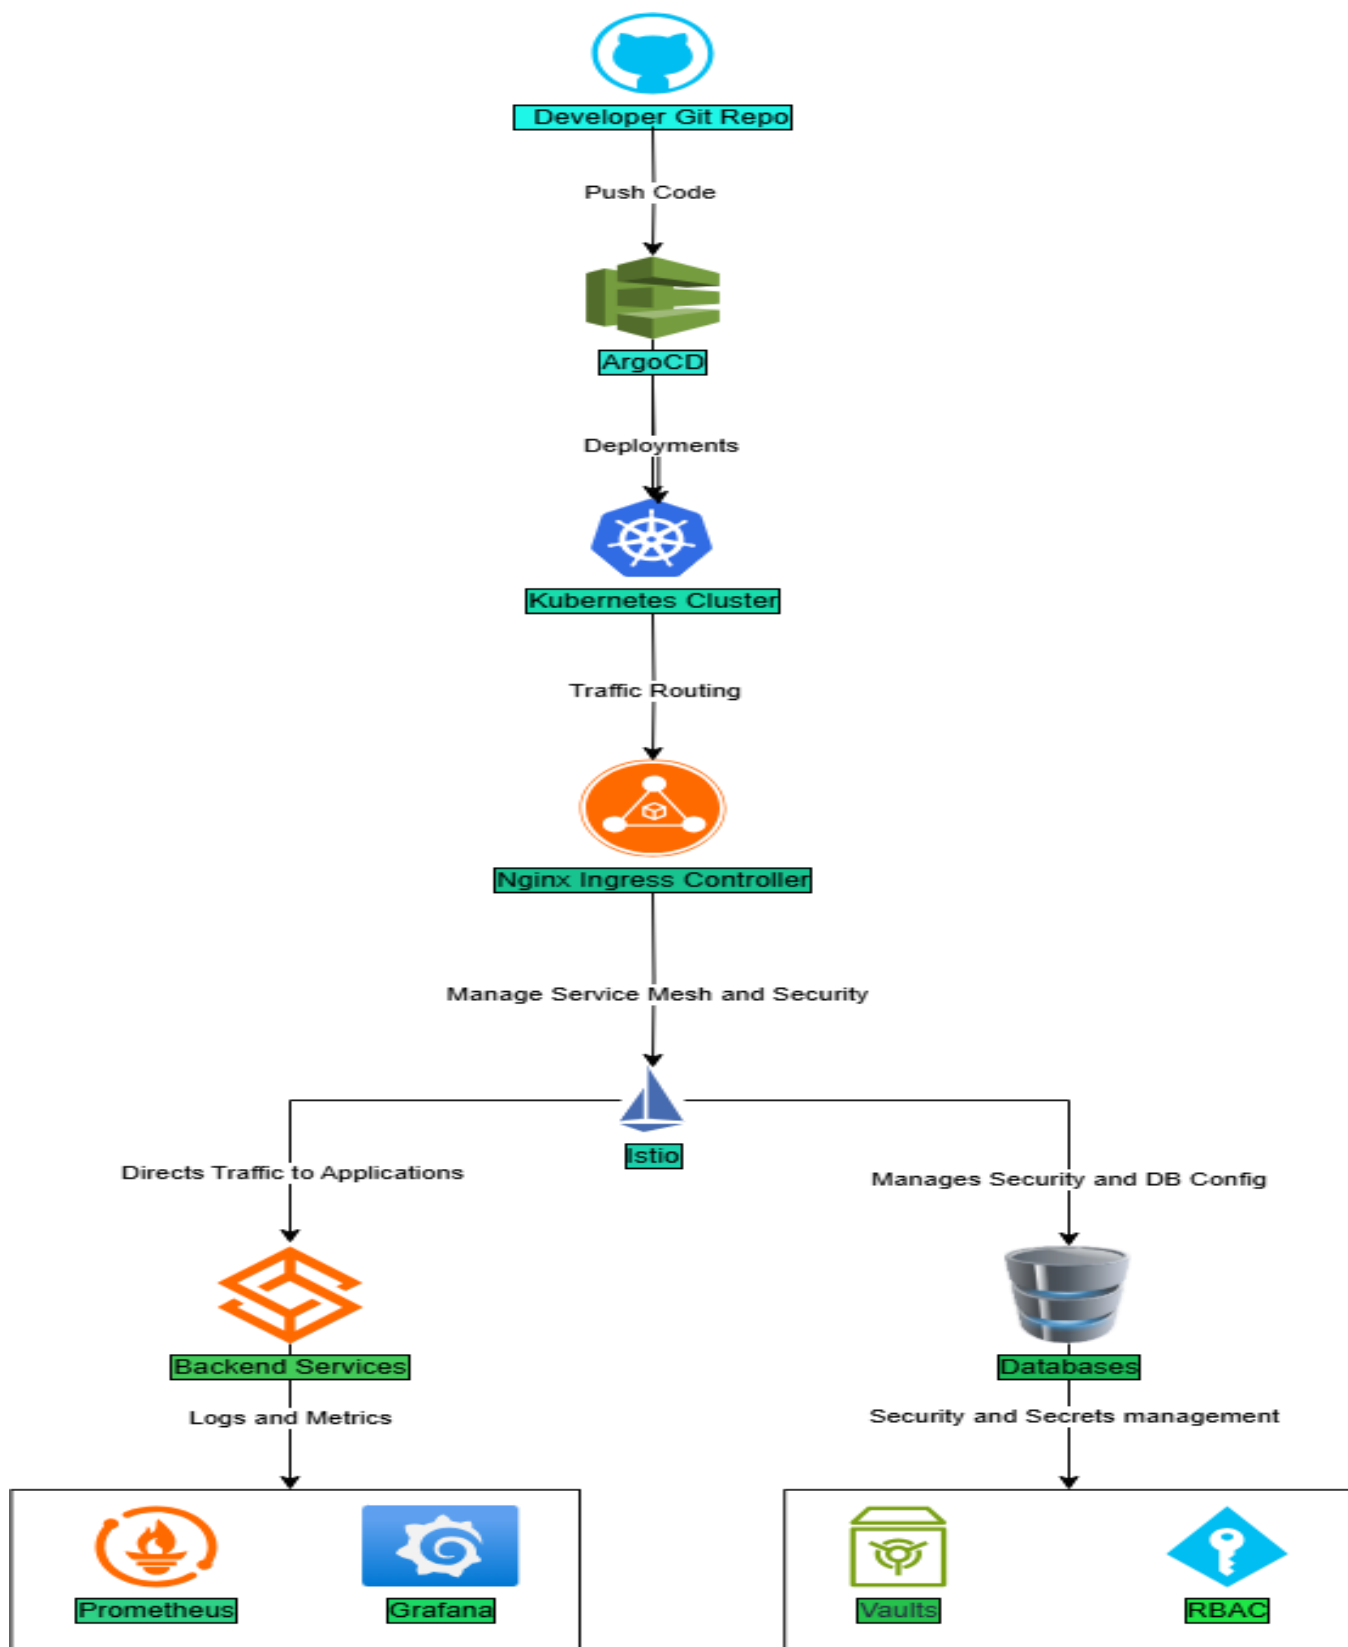 Developer Git Repo
Push Code
ArgoCD
Deployments
Kubernetes Cluster
Traffic Routing
Nginx Ingress Controller
Manage Service Mesh and Security
Istio
Directs Traffic to Applications
Manages Security and DB Config
Backend Services
Databases
Logs and Metrics
Security and Secrets management
Prometheus
Grafana
Vaults
RBAC